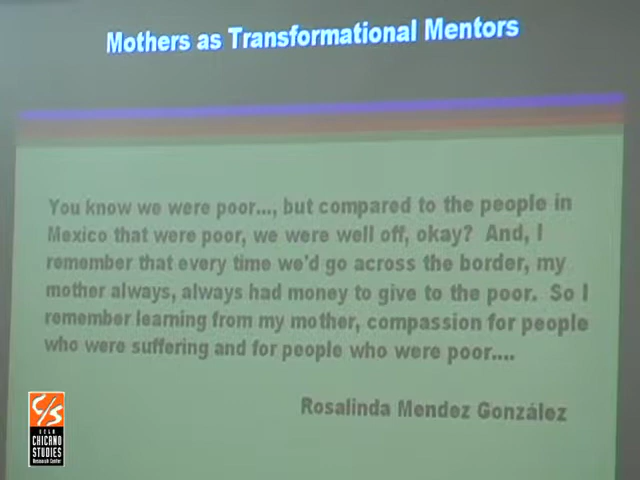 Mothers as Transformational Mentors
You know we were poor..., but compared to the people in
Mexico that were poor, we were well off, okay? And, I
remember that every time we'd go across the border, my
mother always, always had money to give to the poor. So I
remember learning from my mother, compassion for people
who were suffering and for people who were poor....
Rosalinda Mendez González
C/S
UCLA
CHICANO
STUDIES
Research Center